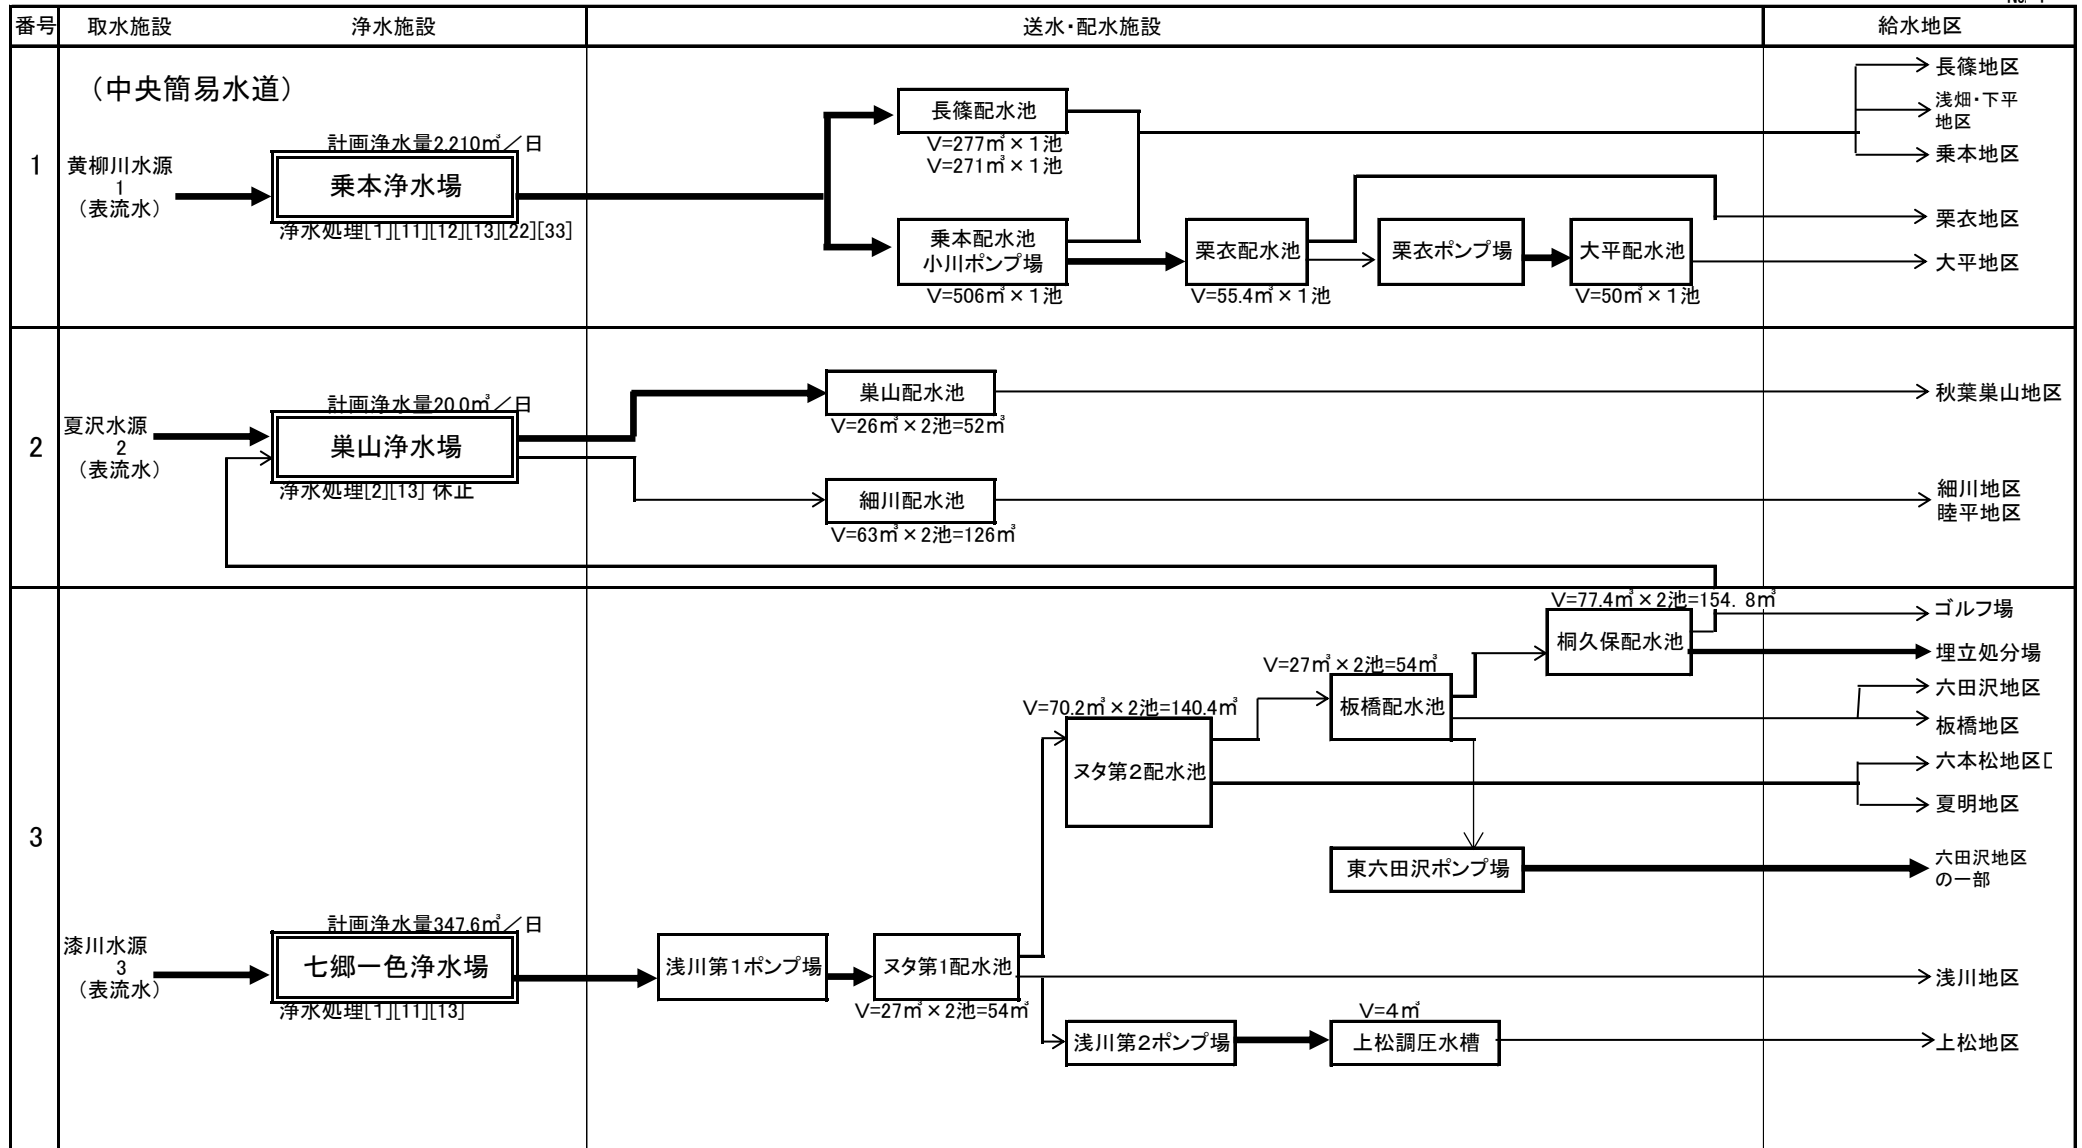 番号 取水施設 浄水施設 送水・配水施設 給水地区
1
（中央簡易水道）
黄柳川水源
1
（表流水）
計画浄水量2,210㎥／日
乗本浄水場
浄水処理[1][11][12][13][22][33]
長篠配水池
V=277㎥×1池
V=271㎥×1池
乗本配水池
小川ポンプ場
V=506㎥×1池
栗衣配水池
V=55.4㎥×1池
栗衣ポンプ場
大平配水池
V=50㎥×1池
長篠地区
浅畑・下平
地区
乗本地区
栗衣地区
大平地区
2
夏沢水源
2
（表流水）
計画浄水量20.0㎥／日
巣山浄水場
浄水処理[2][13] 休止
巣山配水池
V=26㎥×2池=52㎥
細川配水池
V=63㎥×2池=126㎥
秋葉巣山地区
細川地区
睦平地区
3
漆川水源
3
（表流水）
計画浄水量347.6㎥／日
七郷一色浄水場
浄水処理[1][11][13]
浅川第1ポンプ場
ヌタ第1配水池
V=27㎥×2池=54㎥
V=70.2㎥×2池=140.4㎥
ヌタ第2配水池
V=27㎥×2池=54㎥
板橋配水池
V=77.4㎥×2池=154. 8㎥
桐久保配水池
東六田沢ポンプ場
浅川第2ポンプ場
V=4㎥
上松調圧水槽
ゴルフ場
埋立処分場
六田沢地区
板橋地区
六本松地区
夏明地区
六田沢地区
の一部
浅川地区
上松地区